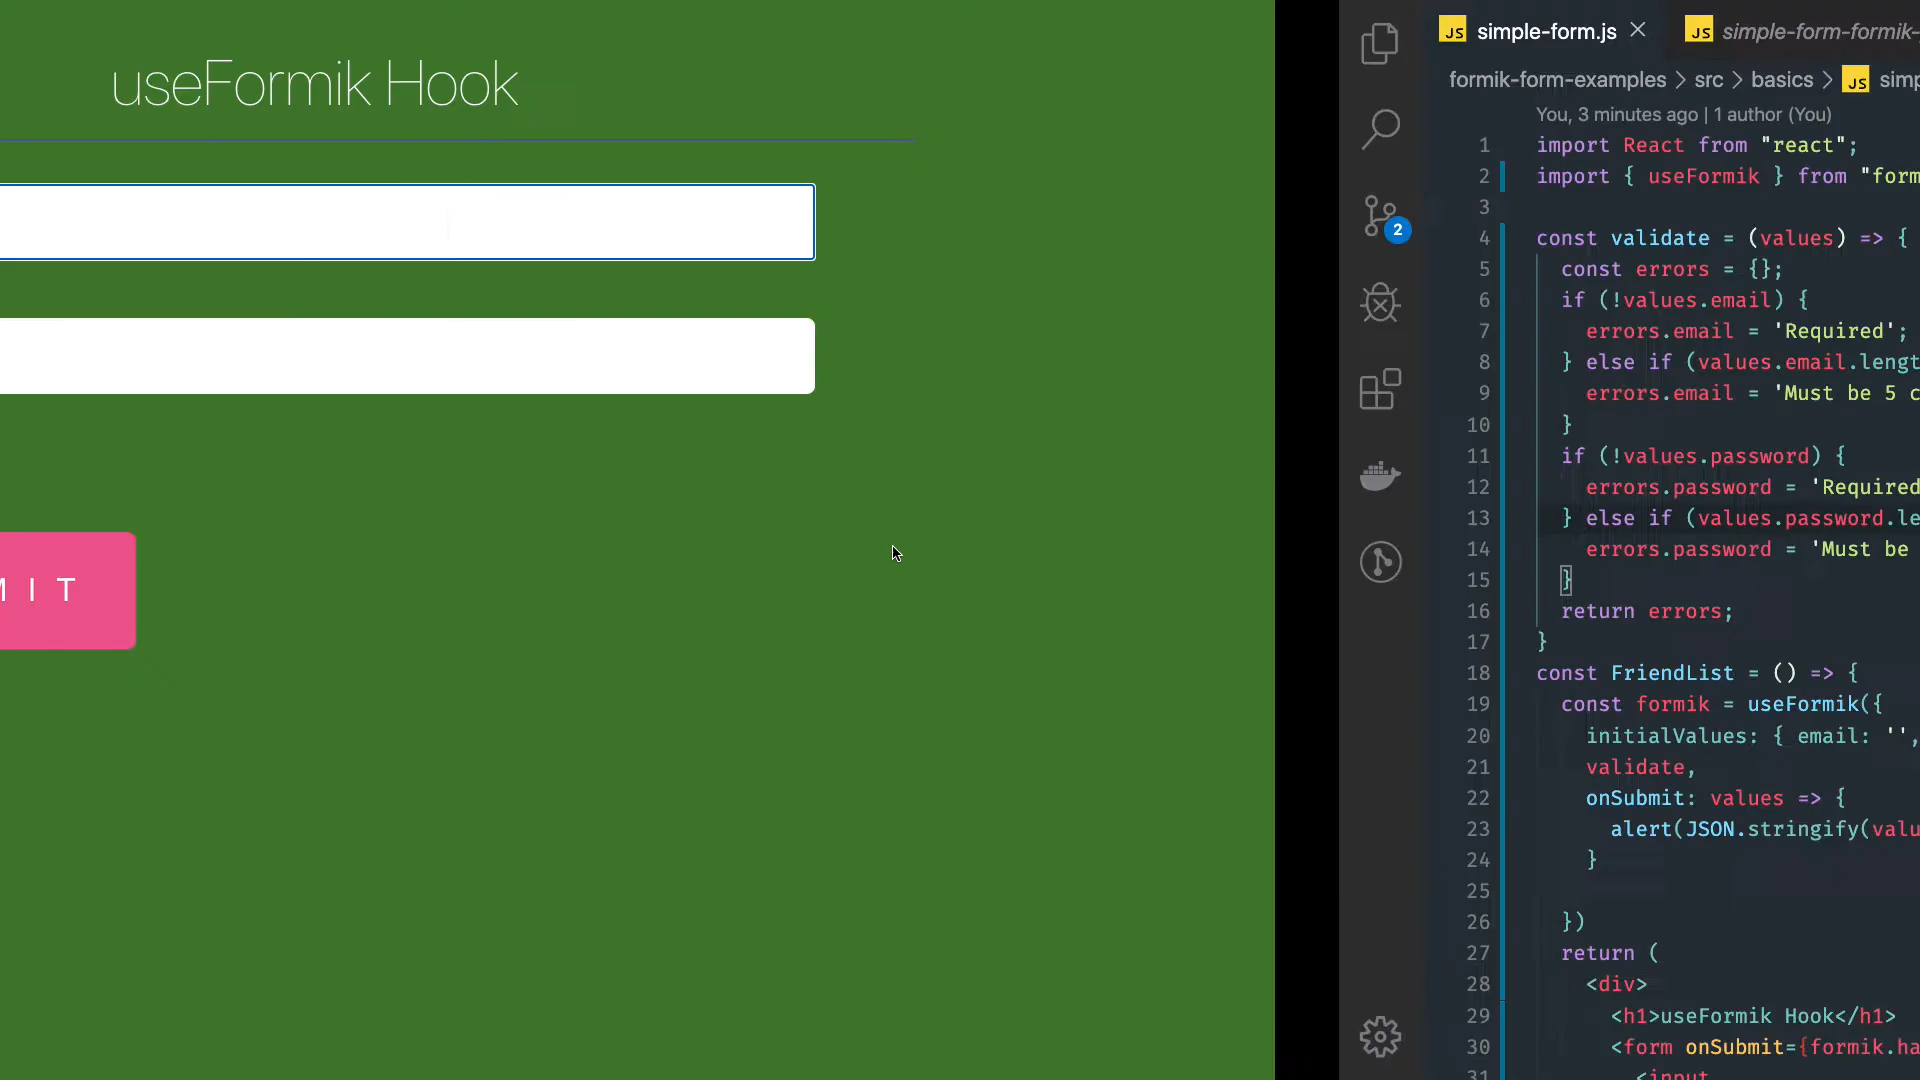 useFormik Hook
M I T
JS simple-form.js
JS simple-form-formik-
formik-form-examples > src > basics > JS simp
You, 3 minutes ago | 1 author (You)
2
1 import React from "react";
2 import { useFormik } from "form
3
4 const validate = (values) => {
5 const errors = {};
6 if (!values.email) {
7 errors.email = 'Required';
8 } else if (values.email.lengt
9 errors.email = 'Must be 5 c
10 }
11 if (!values.password) {
12 errors.password = 'Required
13 } else if (values.password.le
14 errors.password = 'Must be
15 }
16 return errors;
17 }
18 const FriendList = () => {
19 const formik = useFormik({
20 initialValues: { email: '',
21 validate,
22 onSubmit: values => {
23 alert(JSON.stringify(valu
24 }
25
26 })
27 return (
28 <div>
29 <h1>useFormik Hook</h1>
30 <form onSubmit={formik.ha
31 <input